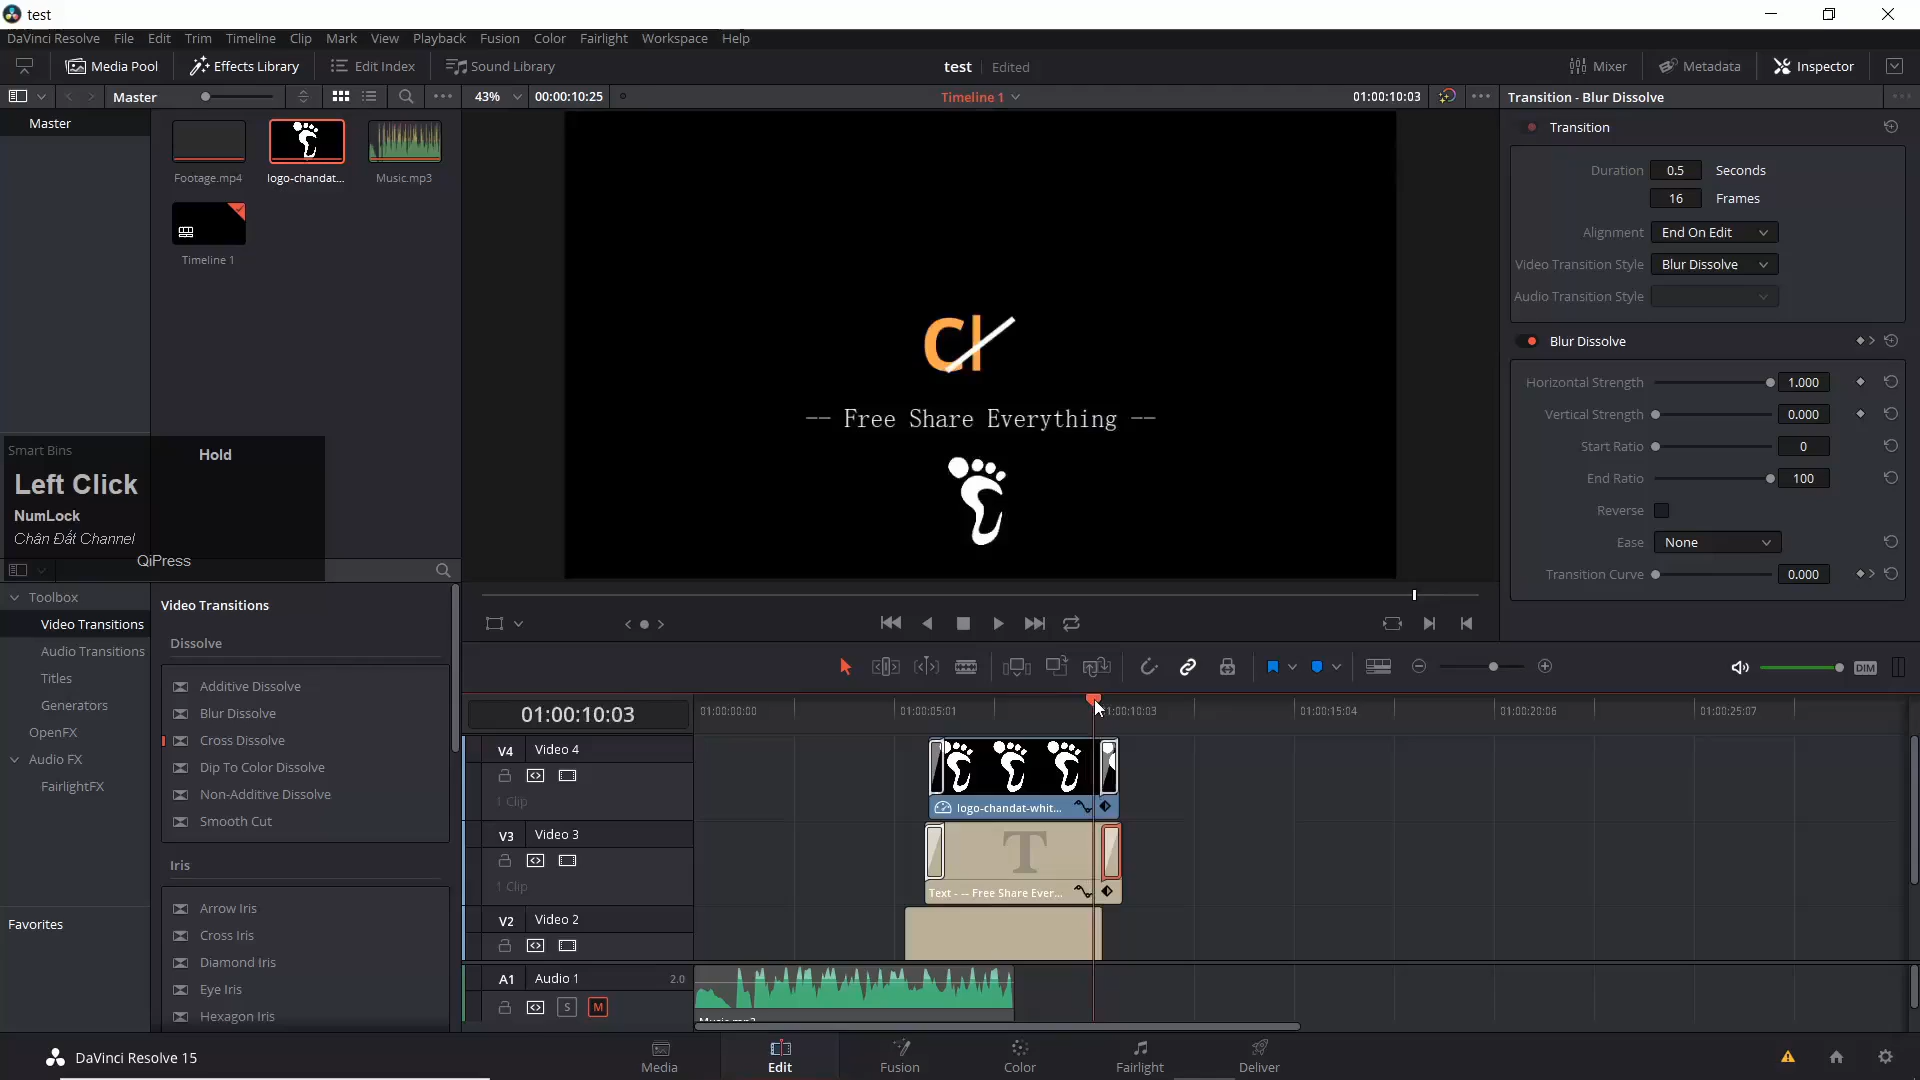 test
DaVinci Resolve File Edit Trim Timeline Clip Mark View Playback Fusion Color Fairlight Workspace Help
Media Pool Effects Library Edit Index Sound Library test Edited Mixer Metadata Inspector
Master 43% 00:00:10:25 Timeline 1 01:00:10:03 Transition - Blur Dissolve
Master
Footage.mp4 logo-chandat... Music.mp3
Timeline 1
Transition
Duration 0.5 Seconds
16 Frames
Alignment End On Edit
Video Transition Style Blur Dissolve
Audio Transition Style
Blur Dissolve
Horizontal Strength 1.000
Vertical Strength 0.000
Start Ratio 0
End Ratio 100
Reverse
Ease None
Transition Curve 0.000
-- Free Share Everything --
Smart Bins Hold
Left Click
NumLock
Chân Đất Channel
QiPress
Toolbox
Video Transitions
Audio Transitions
Titles
Generators
OpenFX
Audio FX
FairlightFX
Favorites
Video Transitions
Dissolve
Additive Dissolve
Blur Dissolve
Cross Dissolve
Dip To Color Dissolve
Non-Additive Dissolve
Smooth Cut
Iris
Arrow Iris
Cross Iris
Diamond Iris
Eye Iris
Hexagon Iris
DIM
01:00:10:03 01:00:00:00 01:00:05:01 01:00:10:03 01:00:15:04 01:00:20:06 01:00:25:07
V4 Video 4
1 Clip
logo-chandat-whit...
V3 Video 3
1 Clip
T
Text - -- Free Share Ever...
V2 Video 2
A1 Audio 1 2.0
S M
DaVinci Resolve 15 Media Edit Fusion Color Fairlight Deliver